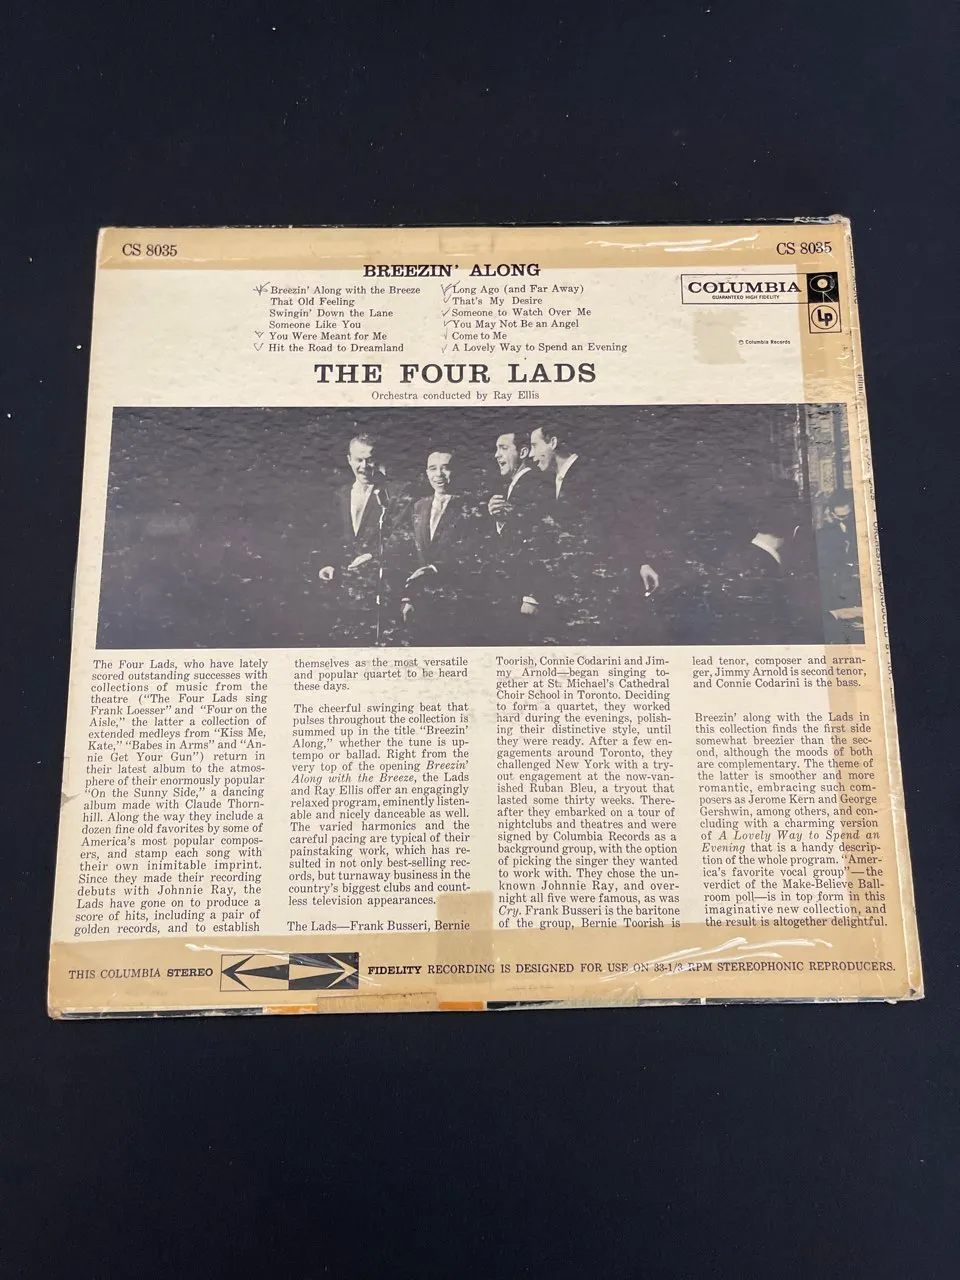 CS 8035
CS 8035
BREEZIN' ALONG
Breezin' Along with the Breeze
That Old Feeling
Swingin' Down the Lane
Someone Like You
You Were Meant for Me
Hit the Road to Dreamland
Long Ago (and Far Away)
That's My Desire
Someone to Watch Over Me
You May Not Be an Angel
Come to Me
A Lovely Way to Spend an Evening
COLUMBIA
GUARANTEED HIGH FIDELITY
Lp
© Columbia Records
THE FOUR LADS
Orchestra conducted by Ray Ellis
The Four Lads, who have lately
scored outstanding successes with
collections of music from the
theatre ("The Four Lads sing
Frank Loesser" and "Four on the
Aisle," the latter a collection of
extended medleys from "Kiss Me,
Kate," "Babes in Arms" and "An-
nie Get Your Gun") return in
their latest album to the atmos-
phere of their enormously popular
"On the Sunny Side," a dancing
album made with Claude Thorn-
hill. Along the way they include a
dozen fine old favorites by some of
America's most popular compos-
ers, and stamp each song with
their own inimitable imprint.
Since they made their recording
debuts with Johnnie Ray, the
Lads have gone on to produce a
score of hits, including a pair of
golden records, and to establish
themselves as the most versatile
and popular quartet to be heard
these days.
The cheerful swinging beat that
pulses throughout the collection is
summed up in the title "Breezin'
Along," whether the tune is up-
tempo or ballad. Right from the
very top of the opening Breezin'
Along with the Breeze, the Lads
and Ray Ellis offer an engagingly
relaxed program, eminently listen-
able and nicely danceable as well.
The varied harmonics and the
careful pacing are typical of their
painstaking work, which has re-
sulted in not only best-selling rec-
ords, but turnaway business in the
country's biggest clubs and count-
less television appearances.
The Lads—Frank Busseri, Bernie
Toorish, Connie Codarini and Jim-
my Arnold—began singing to-
gether at St. Michael's Cathedral
Choir School in Toronto. Deciding
to form a quartet, they worked
hard during the evenings, polish-
ing their distinctive style, until
they were ready. After a few en-
gagements around Toronto, they
challenged New York with a try-
out engagement at the now-van-
ished Ruban Bleu, a tryout that
lasted some thirty weeks. There-
after they embarked on a tour of
nightclubs and theatres and were
signed by Columbia Records as a
background group, with the option
of picking the singer they wanted
to work with. They chose the un-
known Johnnie Ray, and over-
night all five were famous, as was
Cry. Frank Busseri is the baritone
of the group, Bernie Toorish is
lead tenor, composer and arran-
ger, Jimmy Arnold is second tenor,
and Connie Codarini is the bass.
Breezin' along with the Lads in
this collection finds the first side
somewhat breezier than the sec-
ond, although the moods of both
are complementary. The theme of
the latter is smoother and more
romantic, embracing such com-
posers as Jerome Kern and George
Gershwin, among others, and con-
cluding with a charming version
of A Lovely Way to Spend an
Evening that is a handy descrip-
tion of the whole program. "Amer-
ica's favorite vocal group"—the
verdict of the Make-Believe Ball-
room poll—is in top form in this
imaginative new collection, and
the result is altogether delightful.
THIS COLUMBIA STEREO FIDELITY RECORDING IS DESIGNED FOR USE ON 33-1/3 RPM STEREOPHONIC REPRODUCERS.